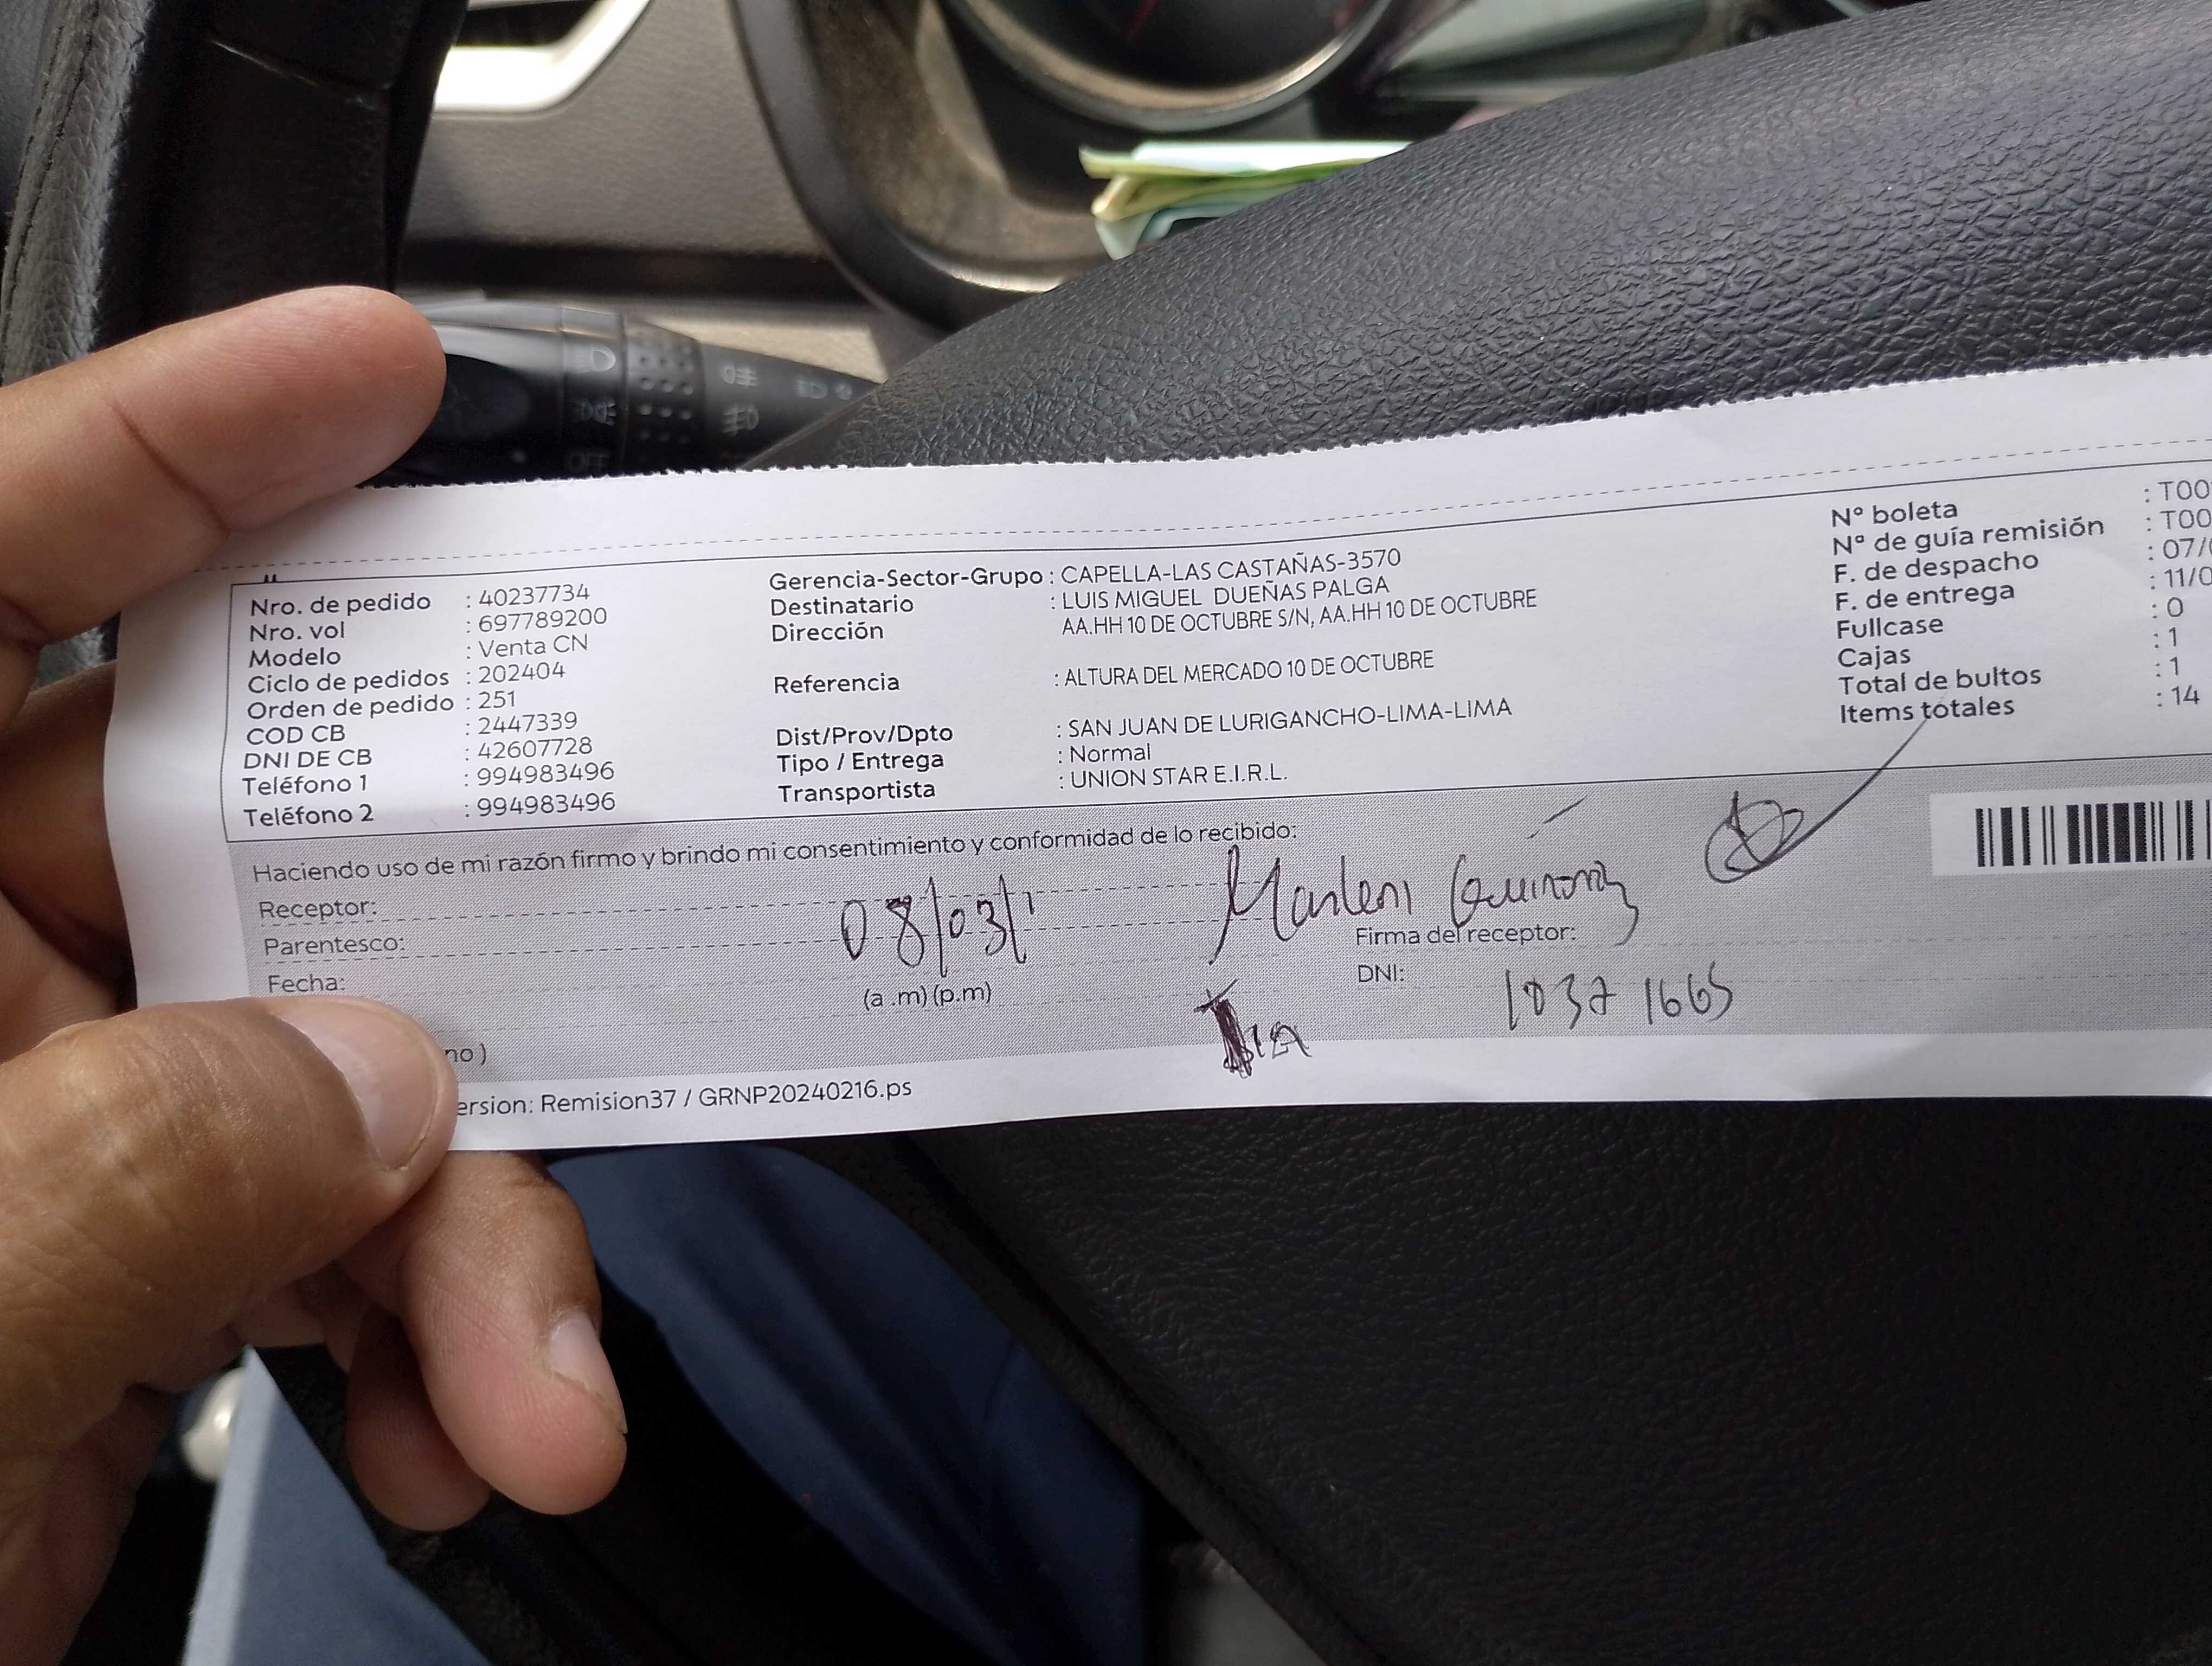 Nro. de pedido : 40237734
Nro. vol : 697789200
Modelo : Venta CN
Ciclo de pedidos : 202404
Orden de pedido : 251
COD CB : 2447339
DNI DE CB : 42607728
Teléfono 1 : 994983496
Teléfono 2 : 994983496
Gerencia-Sector-Grupo : CAPELLA-LAS CASTAÑAS-3570
Destinatario : LUIS MIGUEL DUEÑAS PALGA
Dirección AA.HH 10 DE OCTUBRE S/N, AA.HH 10 DE OCTUBRE
Referencia : ALTURA DEL MERCADO 10 DE OCTUBRE
Dist/Prov/Dpto : SAN JUAN DE LURIGANCHO-LIMA-LIMA
Tipo / Entrega : Normal
Transportista : UNION STAR E.I.R.L.
N° boleta : T00
N° de guía remisión : T00
F. de despacho : 07/
F. de entrega : 11/0
Fullcase : 0
Cajas : 1
Total de bultos : 1
Items totales : 14
Haciendo uso de mi razón firmo y brindo mi consentimiento y conformidad de lo recibido:
Receptor:
Parentesco:
Fecha: 08/03/
(a .m) (p.m)
Marleni
Firma del receptor:
DNI: 10371665
Tia
no )
ersion: Remision37 / GRNP20240216.ps
OFF